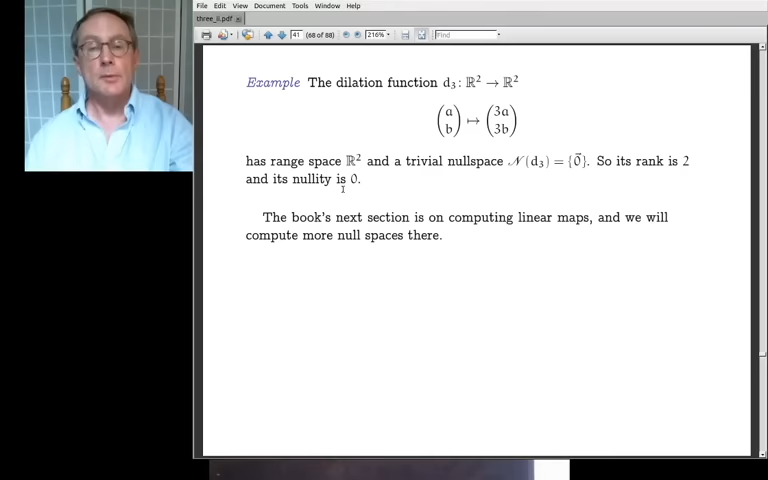 File Edit View Document Tools Window Help
three_ii.pdf
41 (68 of 88) 216% Find
Example The dilation function d₃: ℝ² → ℝ²
(a b) ↦ (3a 3b)
has range space ℝ² and a trivial nullspace 𝒩(d₃) = {0⃗}. So its rank is 2
and its nullity is 0.
The book's next section is on computing linear maps, and we will
compute more null spaces there.